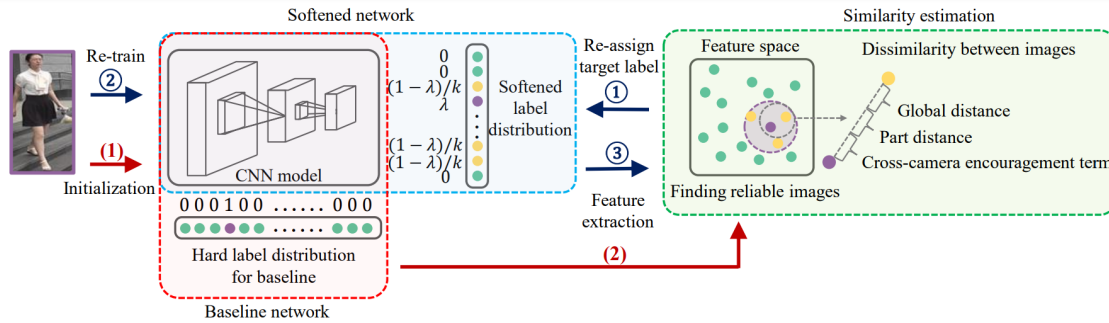 Softened network
Similarity estimation
Re-train
②
(1)
Initialization
CNN model
0
0
(1 − λ)/k
λ
(1 − λ)/k
(1 − λ)/k
0
Softened
label
distribution
Re-assign
target label
①
③
Feature
extraction
Feature space
Finding reliable images
Dissimilarity between images
Global distance
Part distance
Cross-camera encouragement term
0 0 0 1 0 0 ...... 0 0 0
Hard label distribution
for baseline
(2)
Baseline network